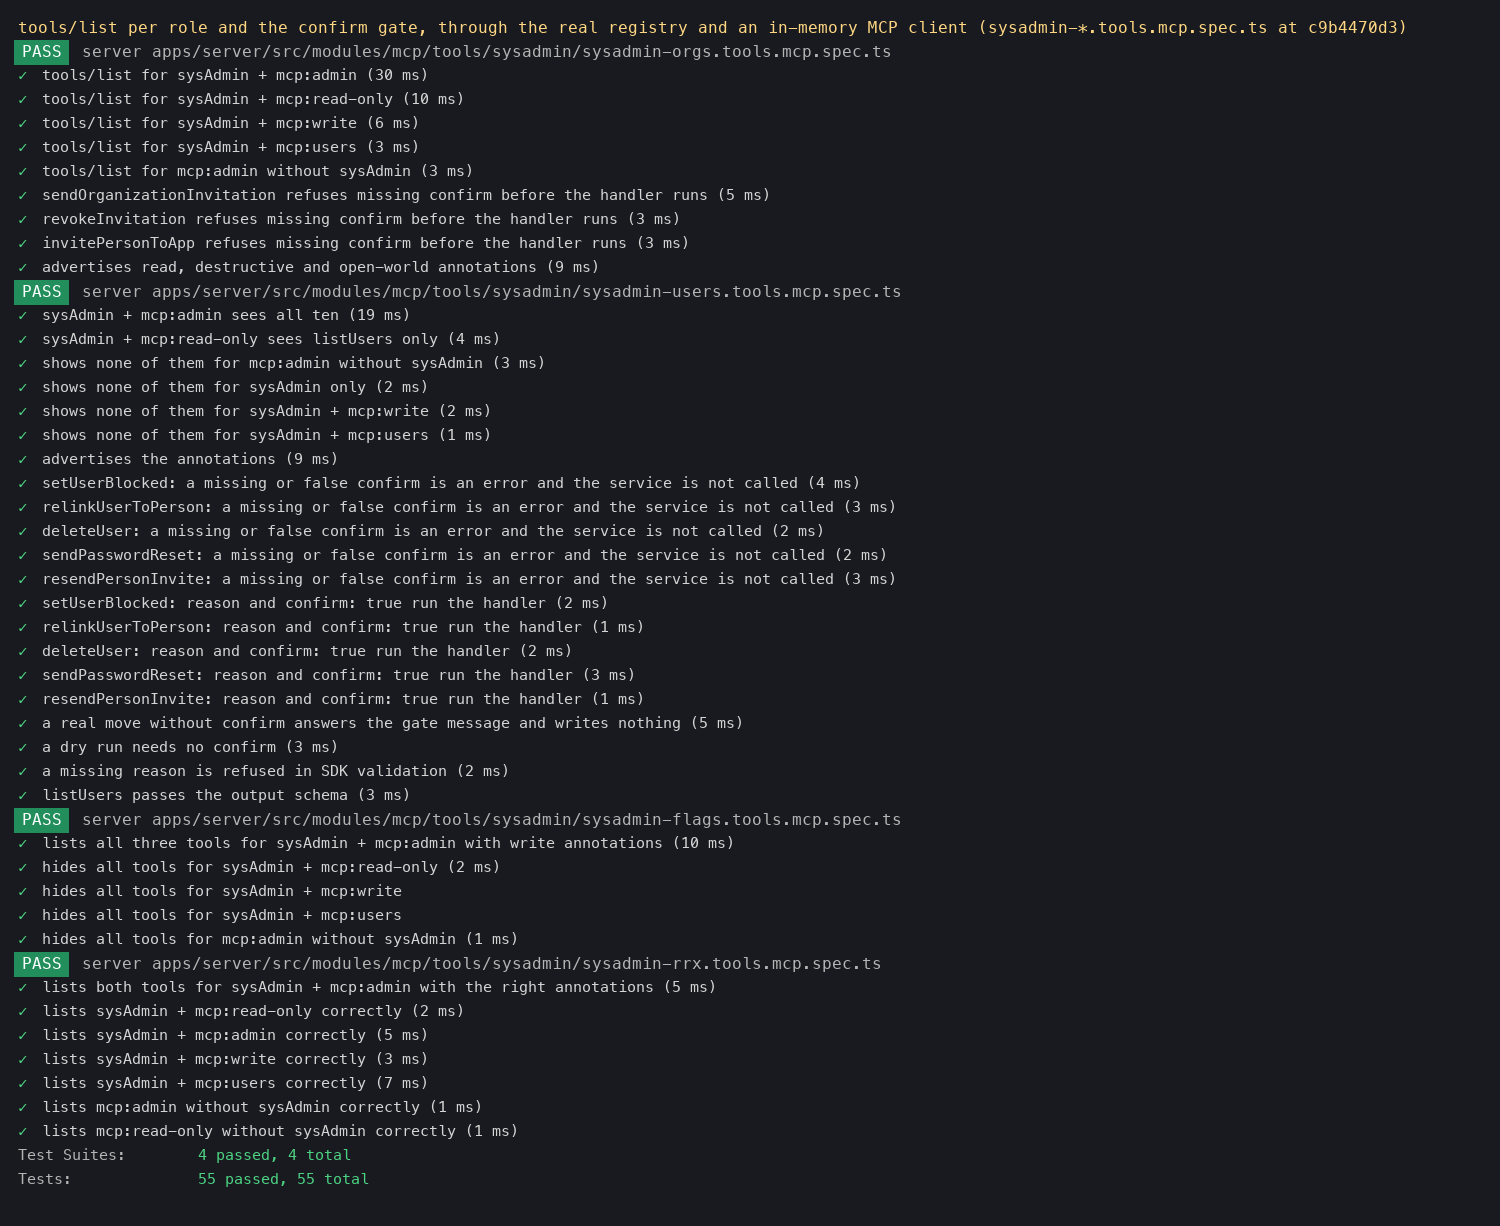 tools/list per role and the confirm gate, through the real registry and an in-memory MCP client (sysadmin-*.tools.mcp.spec.ts at c9b4470d3)
PASS server apps/server/src/modules/mcp/tools/sysadmin/sysadmin-orgs.tools.mcp.spec.ts
✓ tools/list for sysAdmin + mcp:admin (30 ms)
✓ tools/list for sysAdmin + mcp:read-only (10 ms)
✓ tools/list for sysAdmin + mcp:write (6 ms)
✓ tools/list for sysAdmin + mcp:users (3 ms)
✓ tools/list for mcp:admin without sysAdmin (3 ms)
✓ sendOrganizationInvitation refuses missing confirm before the handler runs (5 ms)
✓ revokeInvitation refuses missing confirm before the handler runs (3 ms)
✓ invitePersonToApp refuses missing confirm before the handler runs (3 ms)
✓ advertises read, destructive and open-world annotations (9 ms)
PASS server apps/server/src/modules/mcp/tools/sysadmin/sysadmin-users.tools.mcp.spec.ts
✓ sysAdmin + mcp:admin sees all ten (19 ms)
✓ sysAdmin + mcp:read-only sees listUsers only (4 ms)
✓ shows none of them for mcp:admin without sysAdmin (3 ms)
✓ shows none of them for sysAdmin only (2 ms)
✓ shows none of them for sysAdmin + mcp:write (2 ms)
✓ shows none of them for sysAdmin + mcp:users (1 ms)
✓ advertises the annotations (9 ms)
✓ setUserBlocked: a missing or false confirm is an error and the service is not called (4 ms)
✓ relinkUserToPerson: a missing or false confirm is an error and the service is not called (3 ms)
✓ deleteUser: a missing or false confirm is an error and the service is not called (2 ms)
✓ sendPasswordReset: a missing or false confirm is an error and the service is not called (2 ms)
✓ resendPersonInvite: a missing or false confirm is an error and the service is not called (3 ms)
✓ setUserBlocked: reason and confirm: true run the handler (2 ms)
✓ relinkUserToPerson: reason and confirm: true run the handler (1 ms)
✓ deleteUser: reason and confirm: true run the handler (2 ms)
✓ sendPasswordReset: reason and confirm: true run the handler (3 ms)
✓ resendPersonInvite: reason and confirm: true run the handler (1 ms)
✓ a real move without confirm answers the gate message and writes nothing (5 ms)
✓ a dry run needs no confirm (3 ms)
✓ a missing reason is refused in SDK validation (2 ms)
✓ listUsers passes the output schema (3 ms)
PASS server apps/server/src/modules/mcp/tools/sysadmin/sysadmin-flags.tools.mcp.spec.ts
✓ lists all three tools for sysAdmin + mcp:admin with write annotations (10 ms)
✓ hides all tools for sysAdmin + mcp:read-only (2 ms)
✓ hides all tools for sysAdmin + mcp:write
✓ hides all tools for sysAdmin + mcp:users
✓ hides all tools for mcp:admin without sysAdmin (1 ms)
PASS server apps/server/src/modules/mcp/tools/sysadmin/sysadmin-rrx.tools.mcp.spec.ts
✓ lists both tools for sysAdmin + mcp:admin with the right annotations (5 ms)
✓ lists sysAdmin + mcp:read-only correctly (2 ms)
✓ lists sysAdmin + mcp:admin correctly (5 ms)
✓ lists sysAdmin + mcp:write correctly (3 ms)
✓ lists sysAdmin + mcp:users correctly (7 ms)
✓ lists mcp:admin without sysAdmin correctly (1 ms)
✓ lists mcp:read-only without sysAdmin correctly (1 ms)
Test Suites: 4 passed, 4 total
Tests: 55 passed, 55 total